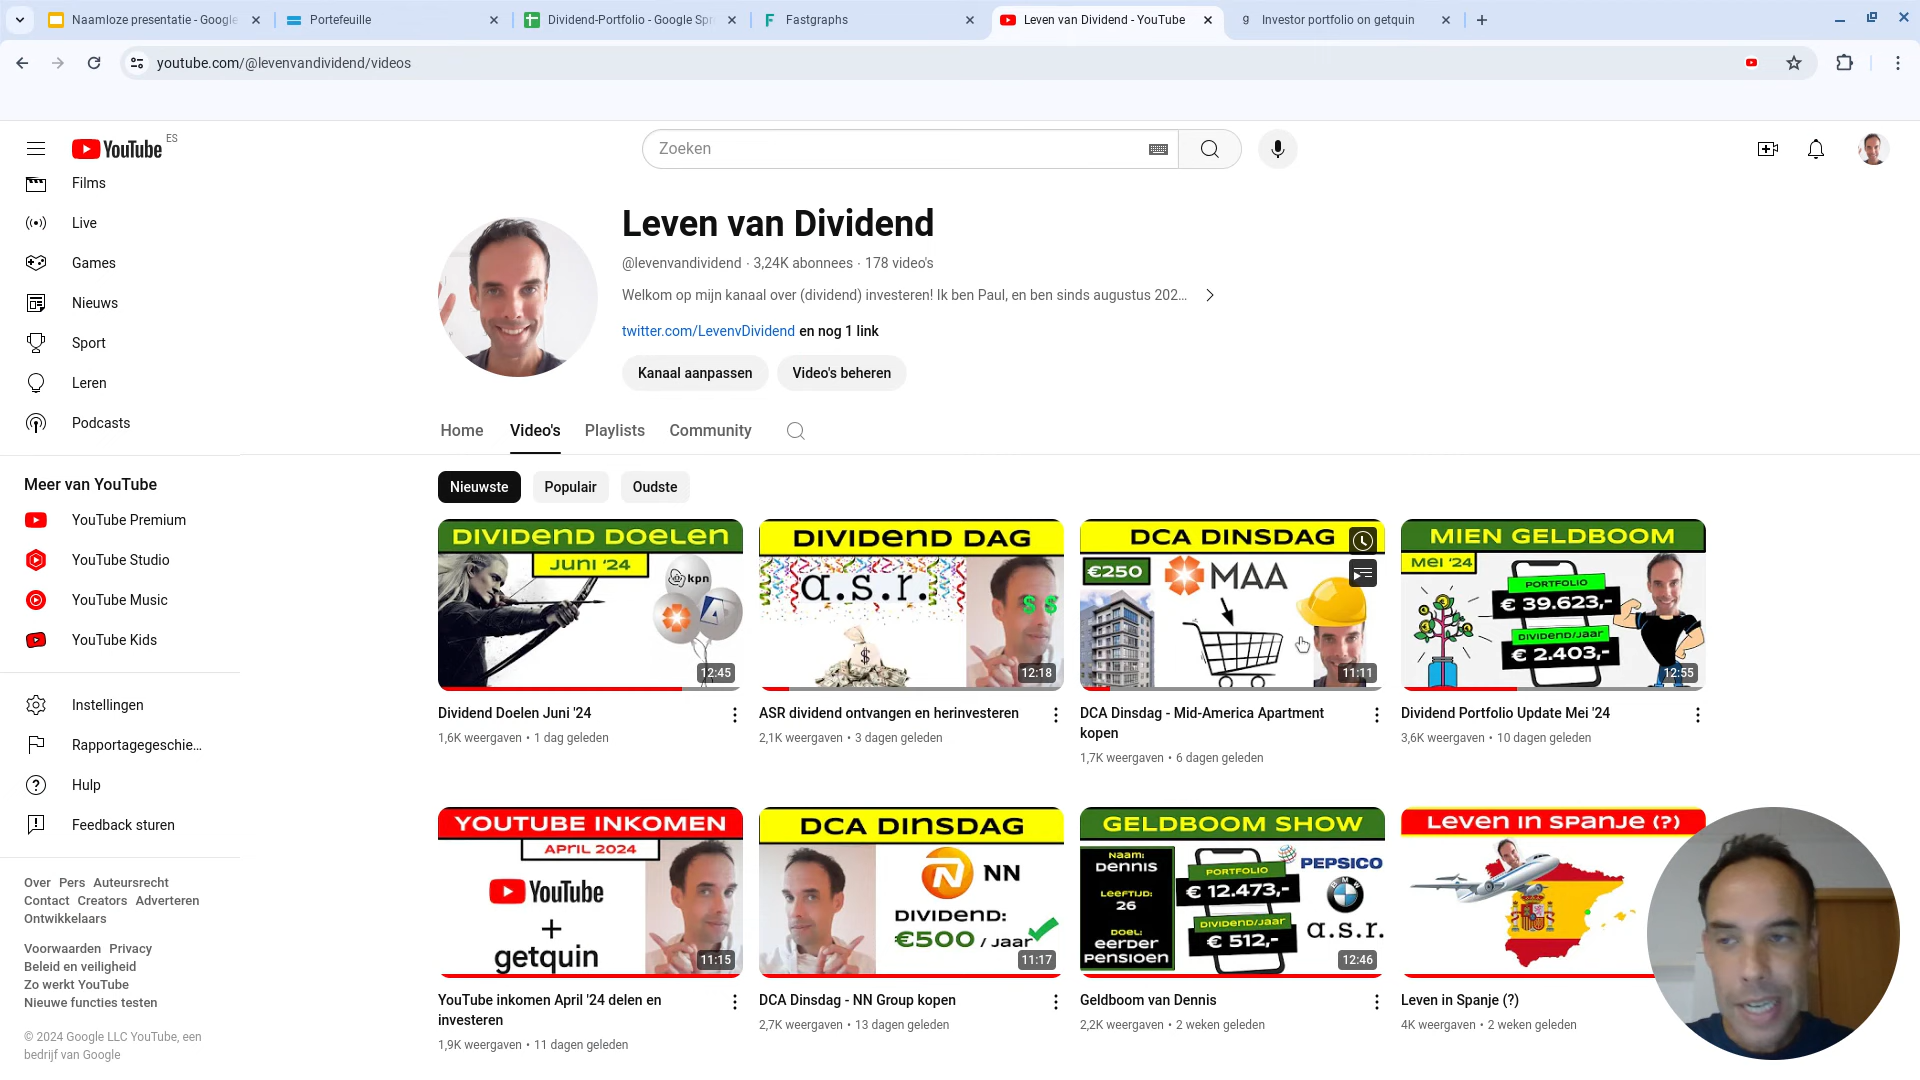 Naamloze presentatie - Google
Portefeuille
Dividend-Portfolio - Google Spr
Fastgraphs
Leven van Dividend - YouTube
Investor portfolio on getquin
youtube.com/@levenvandividend/videos
YouTube ES
Zoeken
Films
Live
Games
Nieuws
Sport
Leren
Podcasts
Meer van YouTube
YouTube Premium
YouTube Studio
YouTube Music
YouTube Kids
Instellingen
Rapportagegeschie...
Hulp
Feedback sturen
Over Pers Auteursrecht
Contact Creators Adverteren
Ontwikkelaars
Voorwaarden Privacy
Beleid en veiligheid
Zo werkt YouTube
Nieuwe functies testen
© 2024 Google LLC YouTube, een
bedrijf van Google
Leven van Dividend
@levenvandividend · 3,24K abonnees · 178 video's
Welkom op mijn kanaal over (dividend) investeren! Ik ben Paul, en ben sinds augustus 202...
twitter.com/LevenvDividend en nog 1 link
Kanaal aanpassen
Video's beheren
Home
Video's
Playlists
Community
Nieuwste
Populair
Oudste
DIVIDEND DOELEN
JUNI '24
kpn
12:45
Dividend Doelen Juni '24
1,6K weergaven • 1 dag geleden
DIVIDEND DAG
a.s.r.
$ $
$
12:18
ASR dividend ontvangen en herinvesteren
2,1K weergaven • 3 dagen geleden
DCA DINSDAG
€250
MAA
11:11
DCA Dinsdag - Mid-America Apartment
kopen
1,7K weergaven • 6 dagen geleden
MIEN GELDBOOM
MEI '24
PORTFOLIO
€ 39.623,-
DIVIDEND/JAAR
€ 2.403,-
12:55
Dividend Portfolio Update Mei '24
3,6K weergaven • 10 dagen geleden
YOUTUBE INKOMEN
APRIL 2024
YouTube
+
getquin
11:15
YouTube inkomen April '24 delen en
investeren
1,9K weergaven • 11 dagen geleden
DCA DINSDAG
NN
DIVIDEND:
€500 / Jaar
11:17
DCA Dinsdag - NN Group kopen
2,7K weergaven • 13 dagen geleden
GELDBOOM SHOW
NAAM:
DENNIS
LEEFTIJD:
26
DOEL:
EERDER
PENSIOEN
PORTFOLIO
€ 12.473,-
DIVIDEND/JAAR
€ 512,-
PEPSICO
BMW
a.s.r.
12:46
Geldboom van Dennis
2,2K weergaven • 2 weken geleden
LEVEN IN SPANJE (?)
Leven in Spanje (?)
4K weergaven • 2 weken geleden